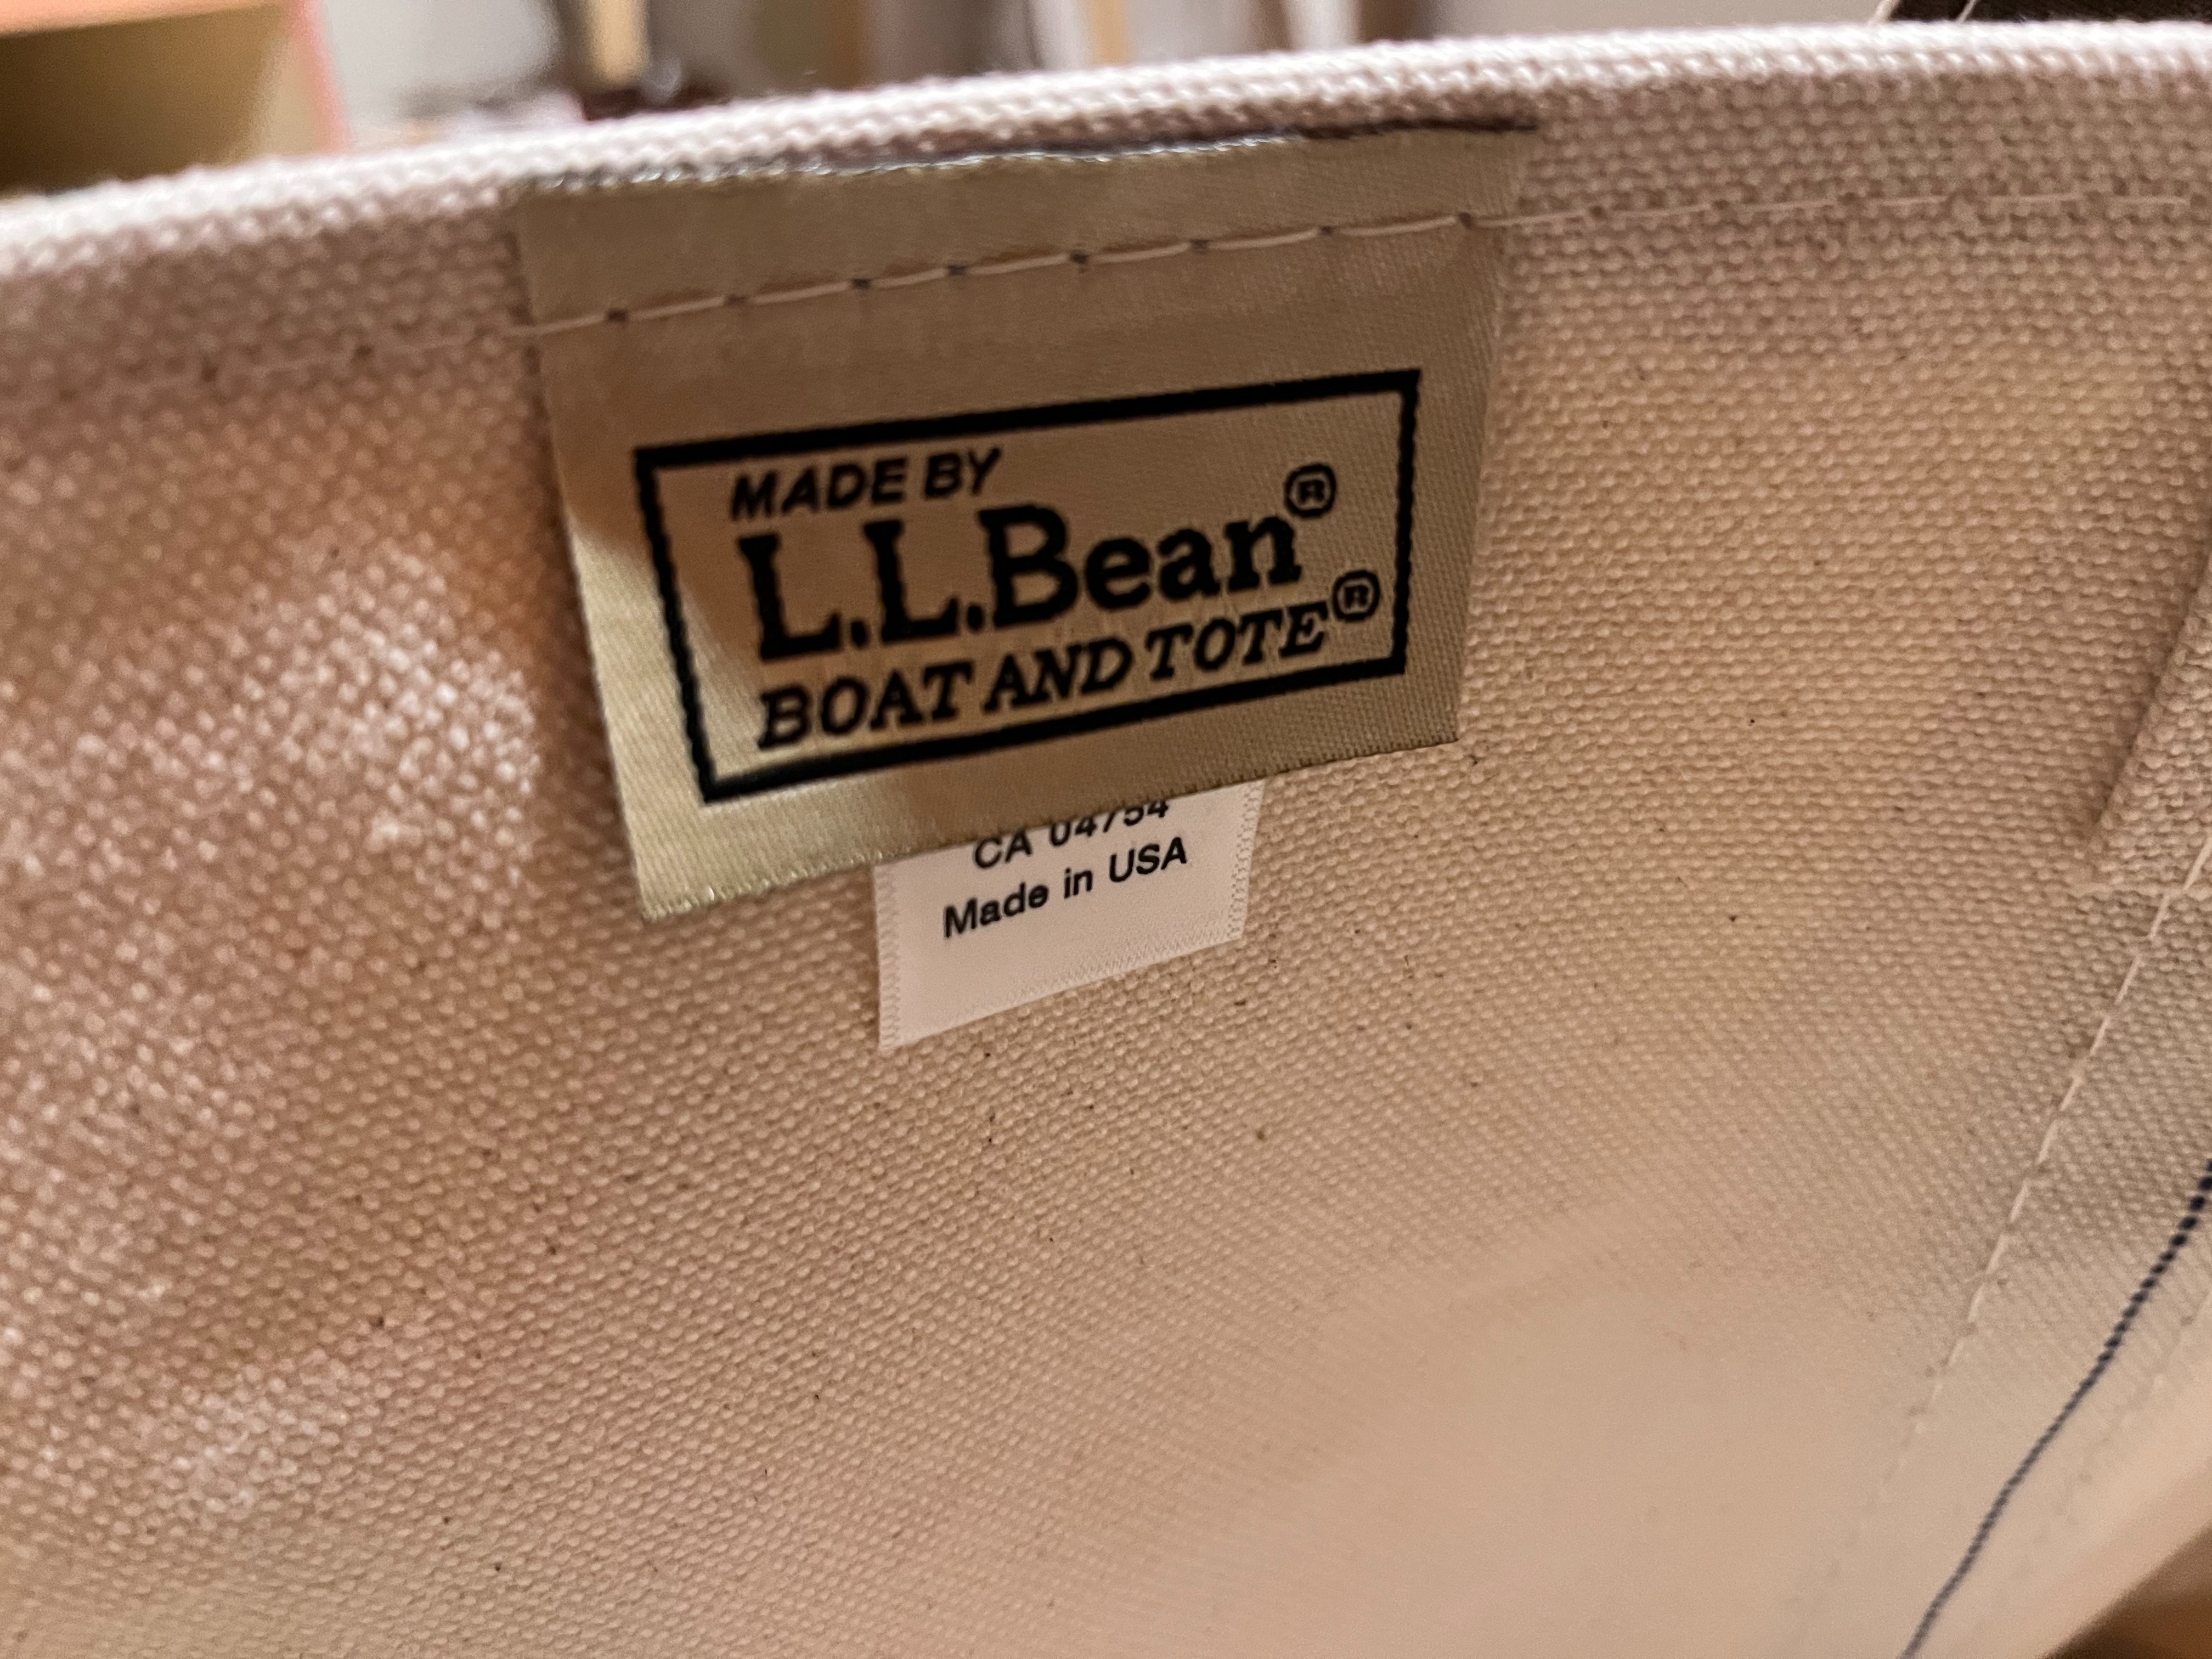 MADE BY
L.L.Bean®
BOAT AND TOTE®
CA 04754
Made in USA